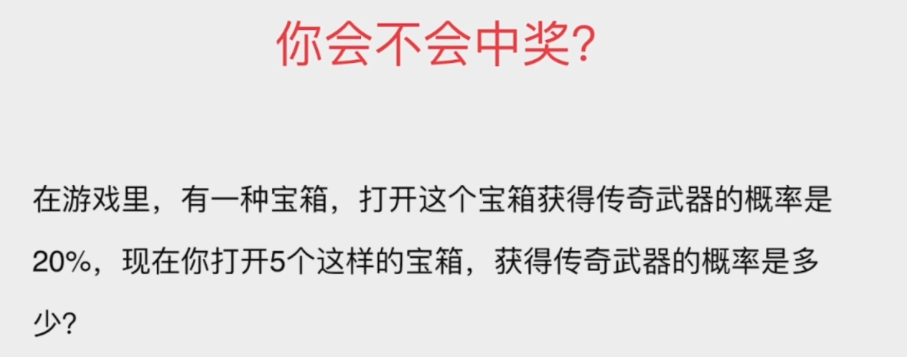 你会不会中奖?
在游戏里，有一种宝箱，打开这个宝箱获得传奇武器的概率是
20%，现在你打开5个这样的宝箱，获得传奇武器的概率是多
少?